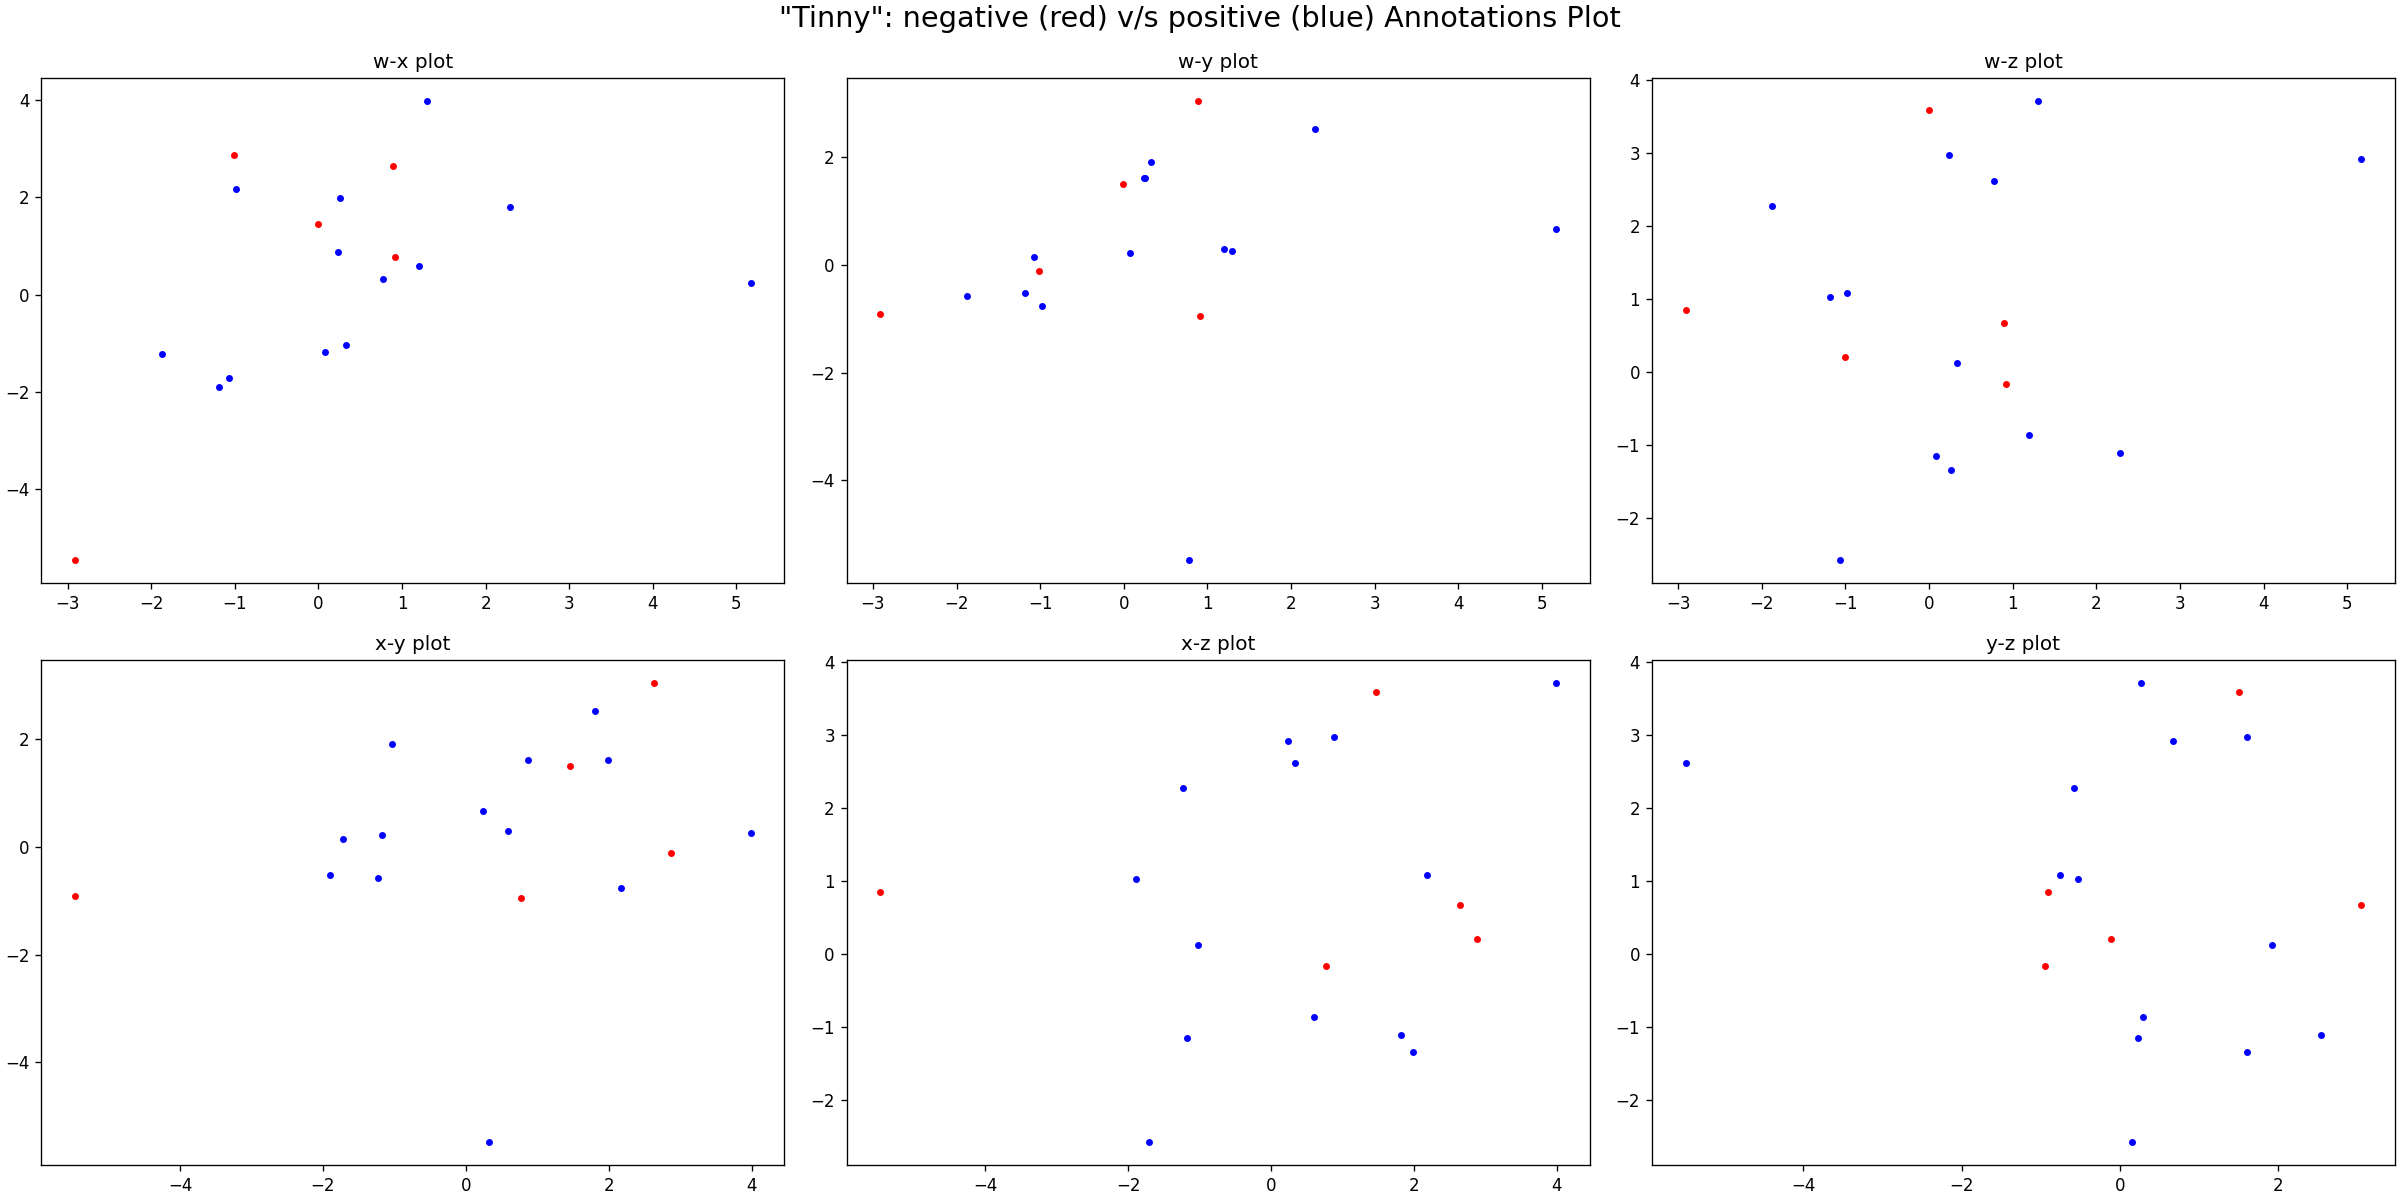 "Tinny": negative (red) v/s positive (blue) Annotations Plot
w-x plot
4
2
0
−2
−4
−3 −2 −1 0 1 2 3 4 5
w-y plot
2
0
−2
−4
−3 −2 −1 0 1 2 3 4 5
w-z plot
4
3
2
1
0
−1
−2
−3 −2 −1 0 1 2 3 4 5
x-y plot
2
0
−2
−4
−4 −2 0 2 4
x-z plot
4
3
2
1
0
−1
−2
−4 −2 0 2 4
y-z plot
4
3
2
1
0
−1
−2
−4 −2 0 2